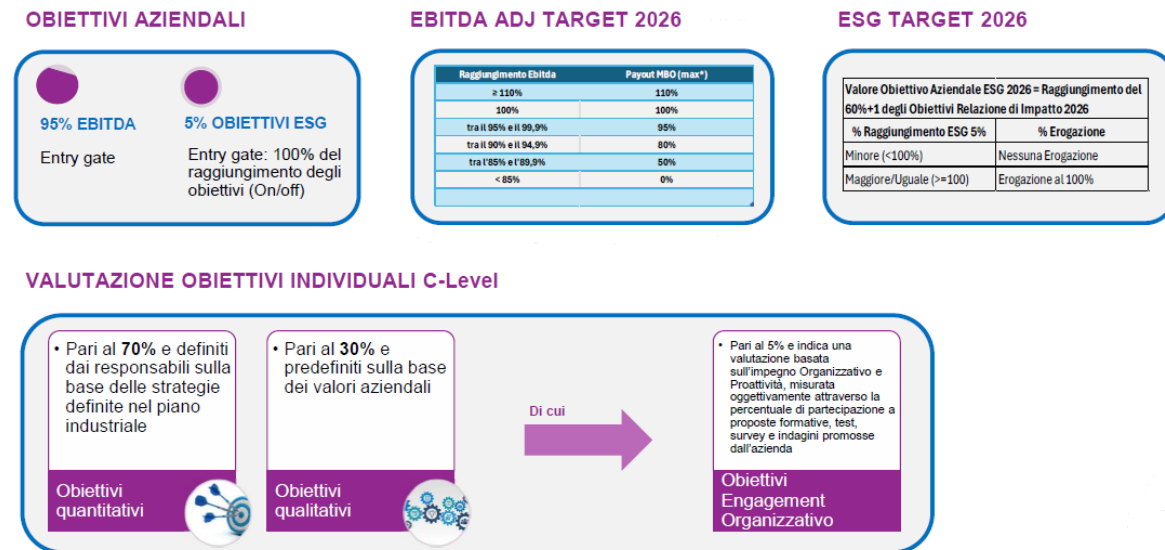 OBIETTIVI AZIENDALI
95% EBITDA
Entry gate
5% OBIETTIVI ESG
Entry gate: 100% del
raggiungimento degli
obiettivi (On/off)
EBITDA ADJ TARGET 2026
Raggiungimento Ebitda Payout MBO (max*)
≥ 110% 110%
100% 100%
tra il 95% e il 99,9% 95%
tra il 90% e il 94,9% 80%
tra l'85% e l'89,9% 50%
< 85% 0%
ESG TARGET 2026
Valore Obiettivo Aziendale ESG 2026 = Raggiungimento del
60%+1 degli Obiettivi Relazione di Impatto 2026
% Raggiungimento ESG 5% % Erogazione
Minore (<100%) Nessuna Erogazione
Maggiore/Uguale (>=100) Erogazione al 100%
VALUTAZIONE OBIETTIVI INDIVIDUALI C-Level
• Pari al 70% e definiti
dai responsabili sulla
base delle strategie
definite nel piano
industriale
Obiettivi
quantitativi
• Pari al 30% e
predefiniti sulla base
dei valori aziendali
Obiettivi
qualitativi
Di cui
• Pari al 5% e indica una
valutazione basata
sull'impegno Organizzativo e
Proattività, misurata
oggettivamente attraverso la
percentuale di partecipazione a
proposte formative, test,
survey e indagini promosse
dall'azienda
Obiettivi
Engagement
Organizzativo